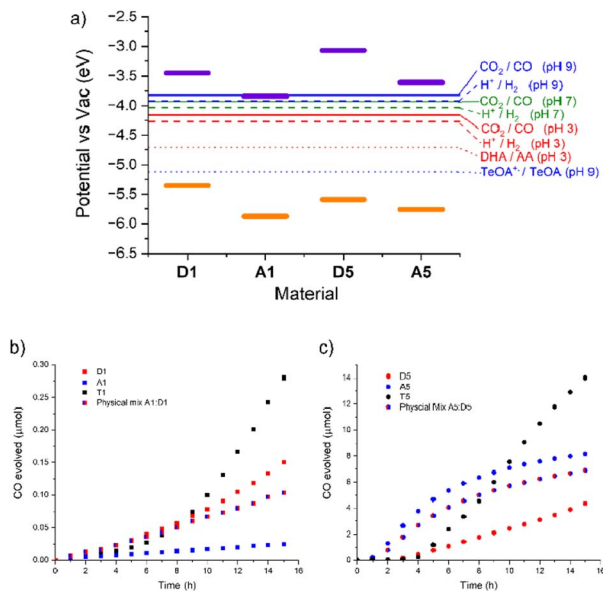 a)
Potential vs Vac (eV)
-2.5
-3.0
-3.5
-4.0
-4.5
-5.0
-5.5
-6.0
-6.5
D1 A1 D5 A5
Material
CO₂ / CO (pH 9)
H⁺ / H₂ (pH 9)
CO₂ / CO (pH 7)
H⁺ / H₂ (pH 7)
CO₂ / CO (pH 3)
H⁺ / H₂ (pH 3)
DHA / AA (pH 3)
TeOA⁺ / TeOA (pH 9)
b)
CO evolved (μmol)
0.30
0.25
0.20
0.15
0.10
0.05
0.00
D1
A1
T1
Physical mix A1:D1
0 2 4 6 8 10 12 14 16
Time (h)
c)
CO evolved (μmol)
14
12
10
8
6
4
2
0
D5
A5
T5
Physcial Mix A5:D5
0 2 4 6 8 10 12 14 16
Time (h)